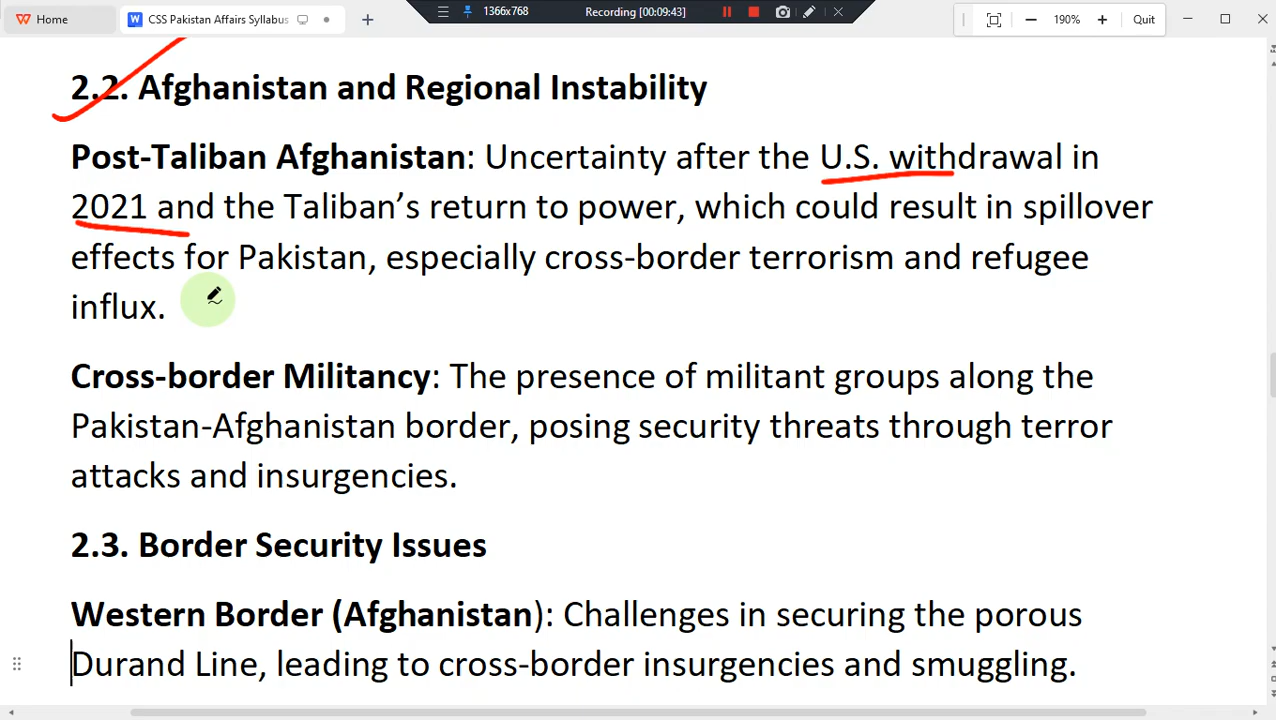 Home
CSS Pakistan Affairs Syllabus
1366x768
Recording [00:09:43]
190%
Quit
2.2. Afghanistan and Regional Instability
Post-Taliban Afghanistan: Uncertainty after the U.S. withdrawal in
2021 and the Taliban’s return to power, which could result in spillover
effects for Pakistan, especially cross-border terrorism and refugee
influx.
Cross-border Militancy: The presence of militant groups along the
Pakistan-Afghanistan border, posing security threats through terror
attacks and insurgencies.
2.3. Border Security Issues
Western Border (Afghanistan): Challenges in securing the porous
Durand Line, leading to cross-border insurgencies and smuggling.